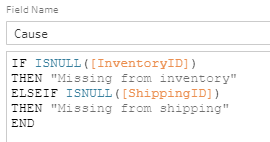 Field Name
Cause
IF ISNULL([InventoryID])
THEN "Missing from inventory"
ELSEIF ISNULL([ShippingID])
THEN "Missing from shipping"
END